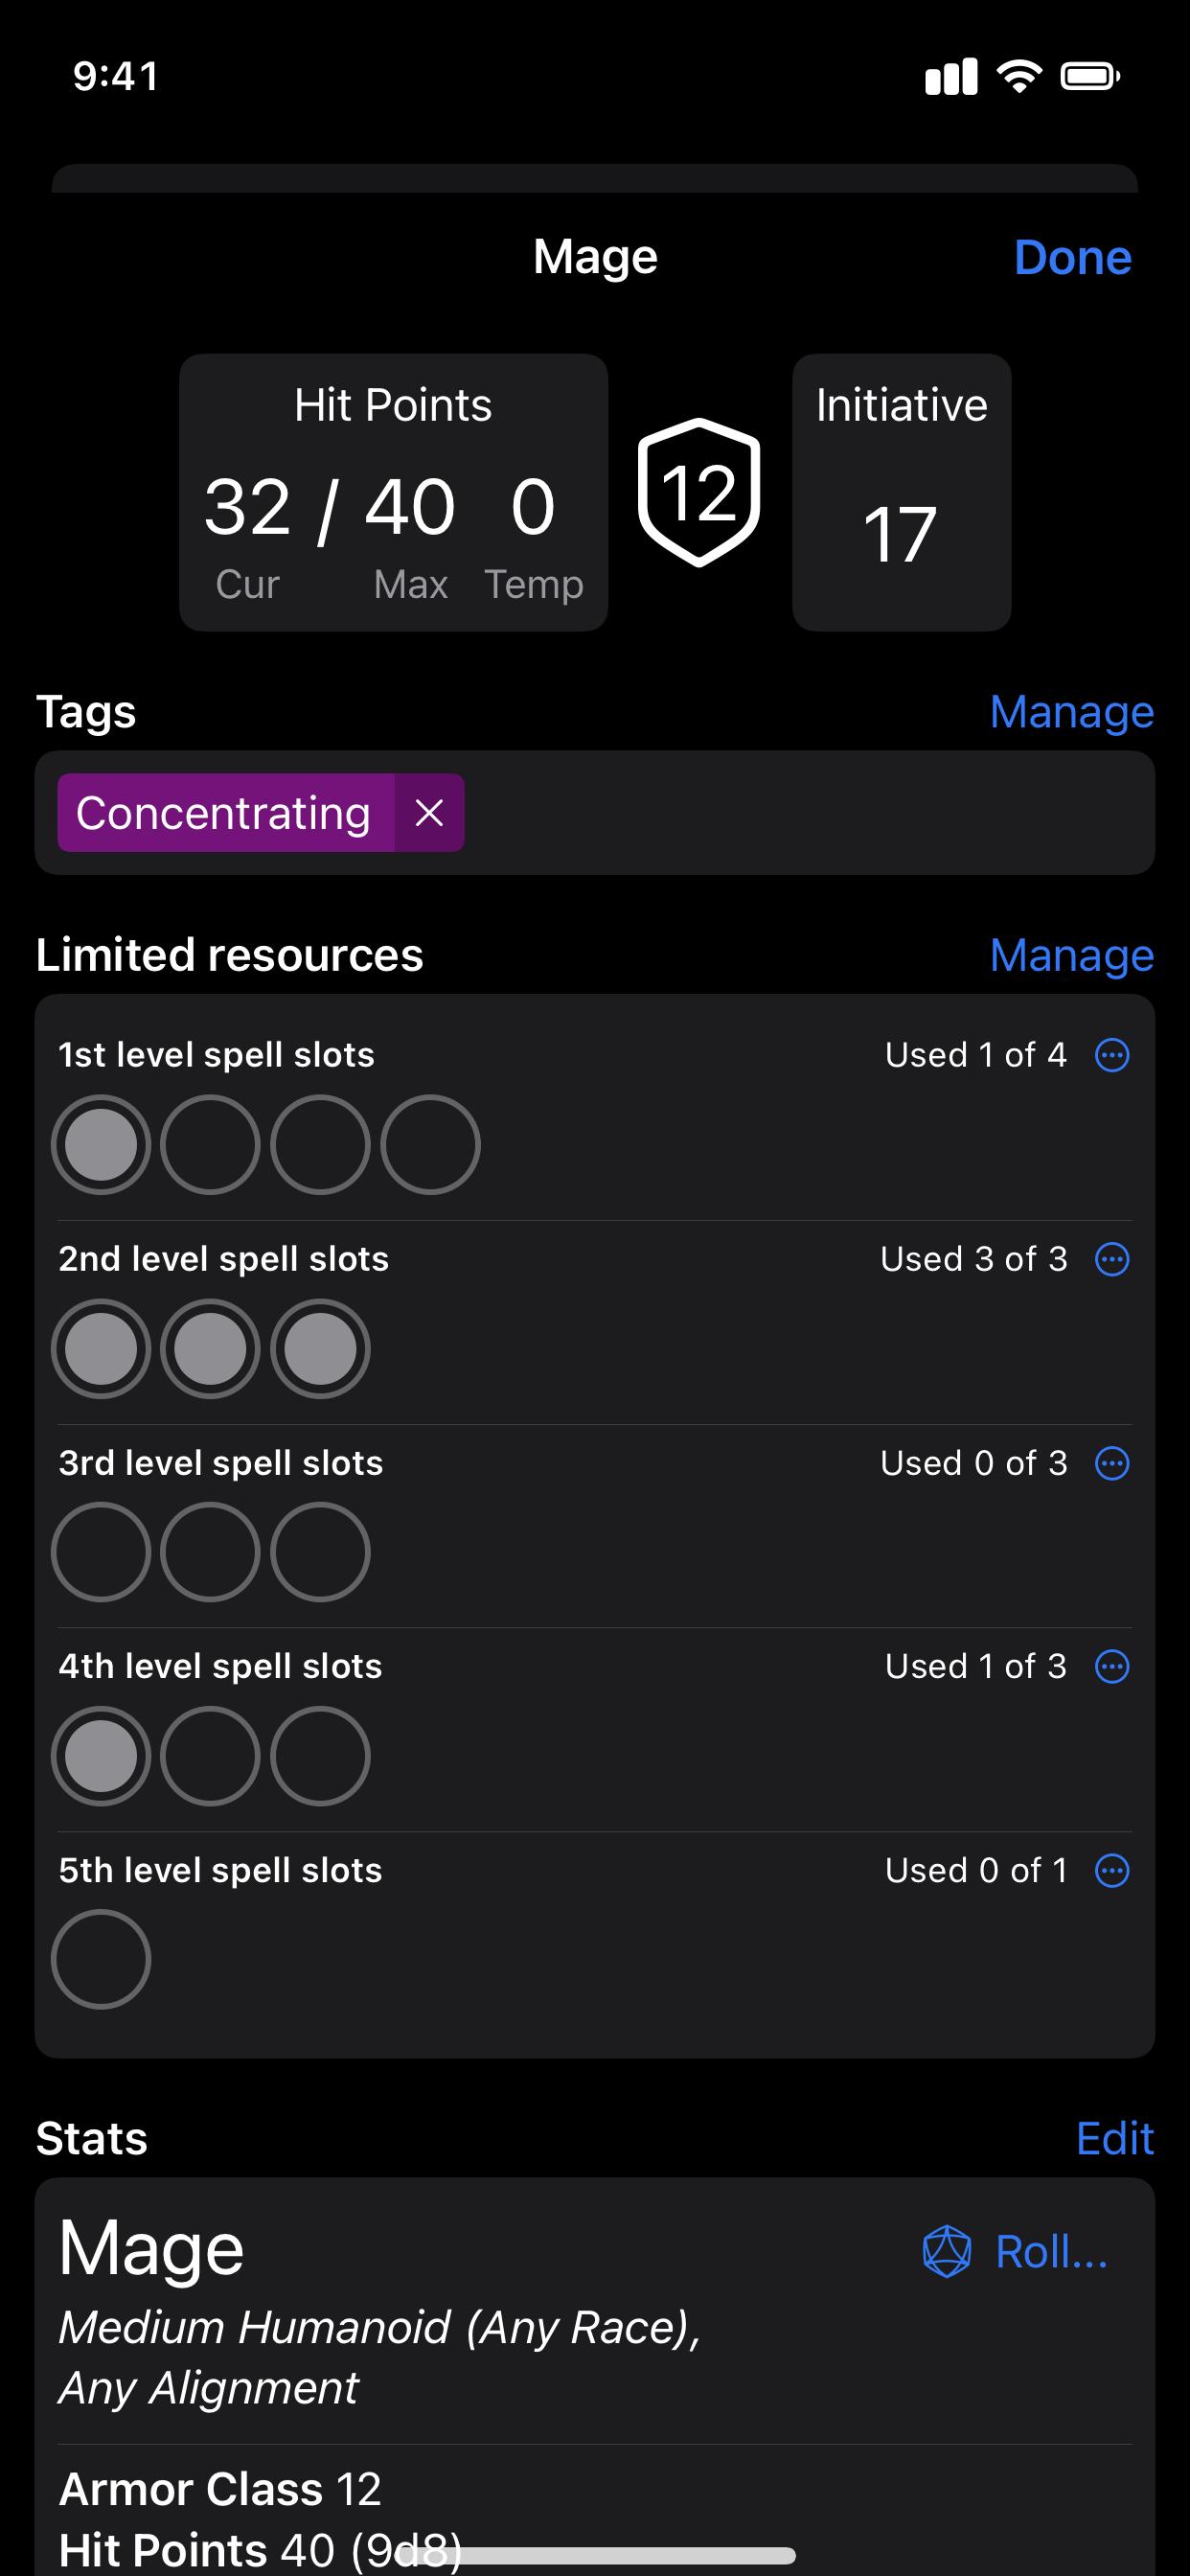 9:41
Mage
Done
Hit Points
Initiative
32 / 40 0
12
17
Cur Max Temp
Tags
Manage
Concentrating
Limited resources
Manage
1st level spell slots
Used 1 of 4
2nd level spell slots
Used 3 of 3
3rd level spell slots
Used 0 of 3
4th level spell slots
Used 1 of 3
5th level spell slots
Used 0 of 1
Stats
Edit
Mage
Roll...
Medium Humanoid (Any Race),
Any Alignment
Armor Class 12
Hit Points 40 (9d8)